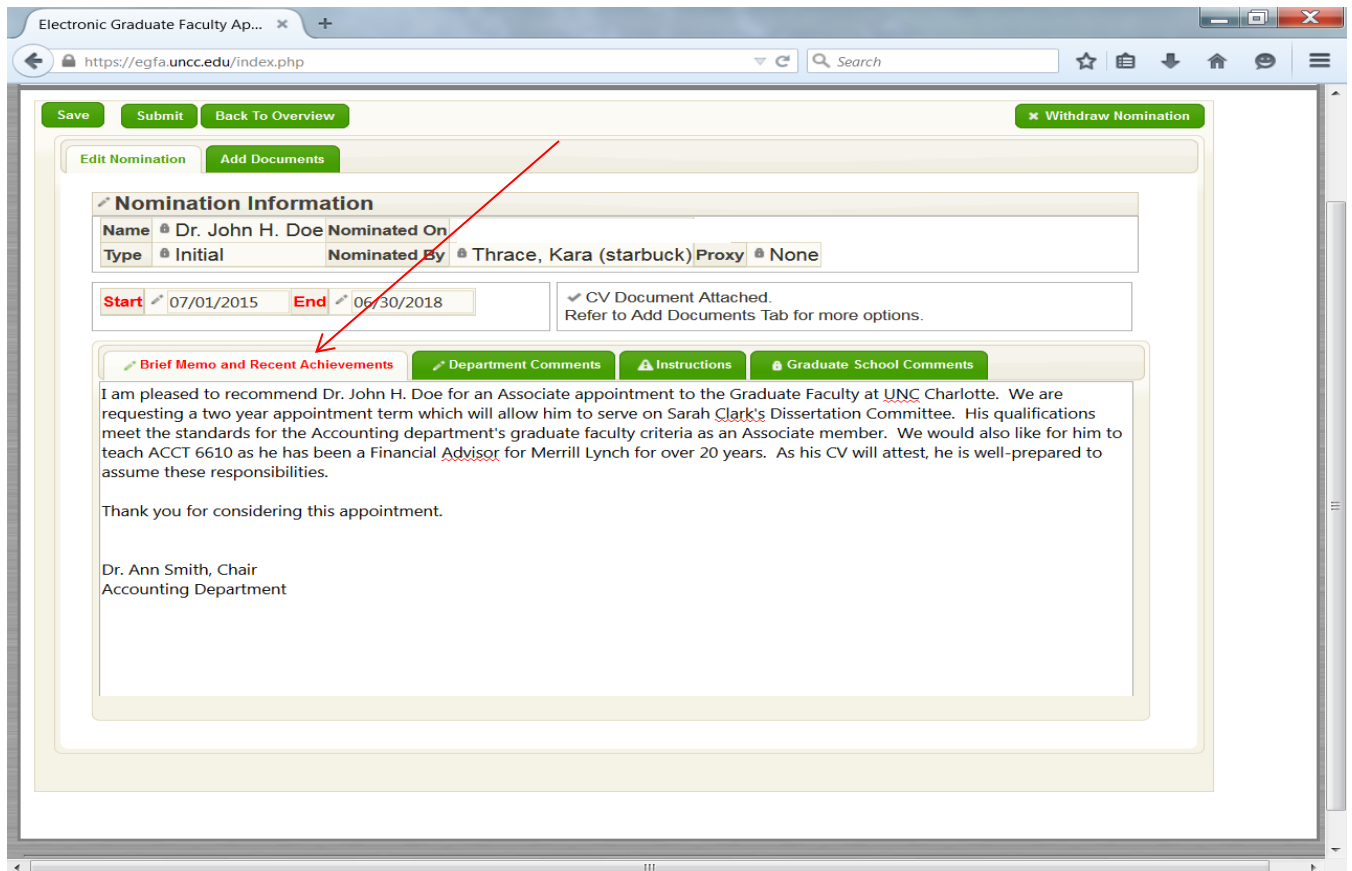 Electronic Graduate Faculty Ap...
https://egfa.uncc.edu/index.php
Search
Save Submit Back To Overview Withdraw Nomination
Edit Nomination Add Documents
Nomination Information
Name Dr. John H. Doe Nominated On
Type Initial Nominated By Thrace, Kara (starbuck) Proxy None
Start 07/01/2015 End 06/30/2018
CV Document Attached.
Refer to Add Documents Tab for more options.
Brief Memo and Recent Achievements Department Comments Instructions Graduate School Comments
I am pleased to recommend Dr. John H. Doe for an Associate appointment to the Graduate Faculty at UNC Charlotte.  We are
requesting a two year appointment term which will allow him to serve on Sarah Clark's Dissertation Committee.  His qualifications
meet the standards for the Accounting department's graduate faculty criteria as an Associate member.  We would also like for him to
teach ACCT 6610 as he has been a Financial Advisor for Merrill Lynch for over 20 years.  As his CV will attest, he is well-prepared to
assume these responsibilities.
Thank you for considering this appointment.
Dr. Ann Smith, Chair
Accounting Department